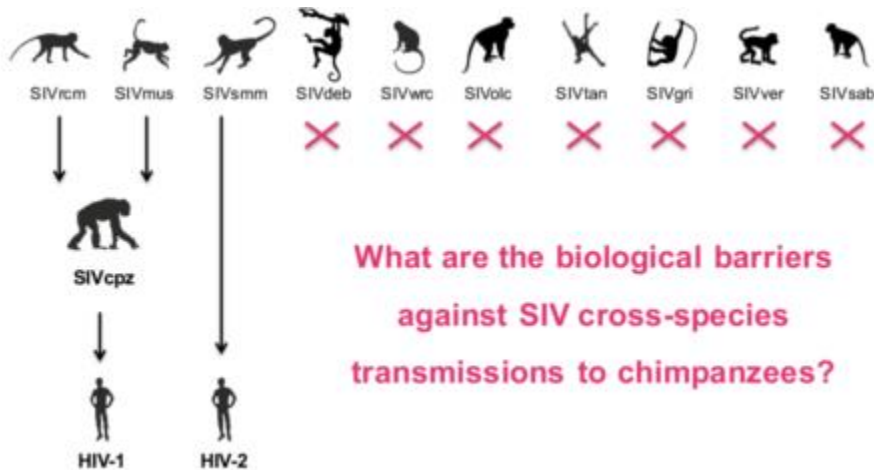 SIVrcm SIVmus SIVsmm SIVdeb SIVwrc SIVolc SIVtan SIVgri SIVver SIVsab
SIVcpz
What are the biological barriers
against SIV cross-species
transmissions to chimpanzees?
HIV-1 HIV-2